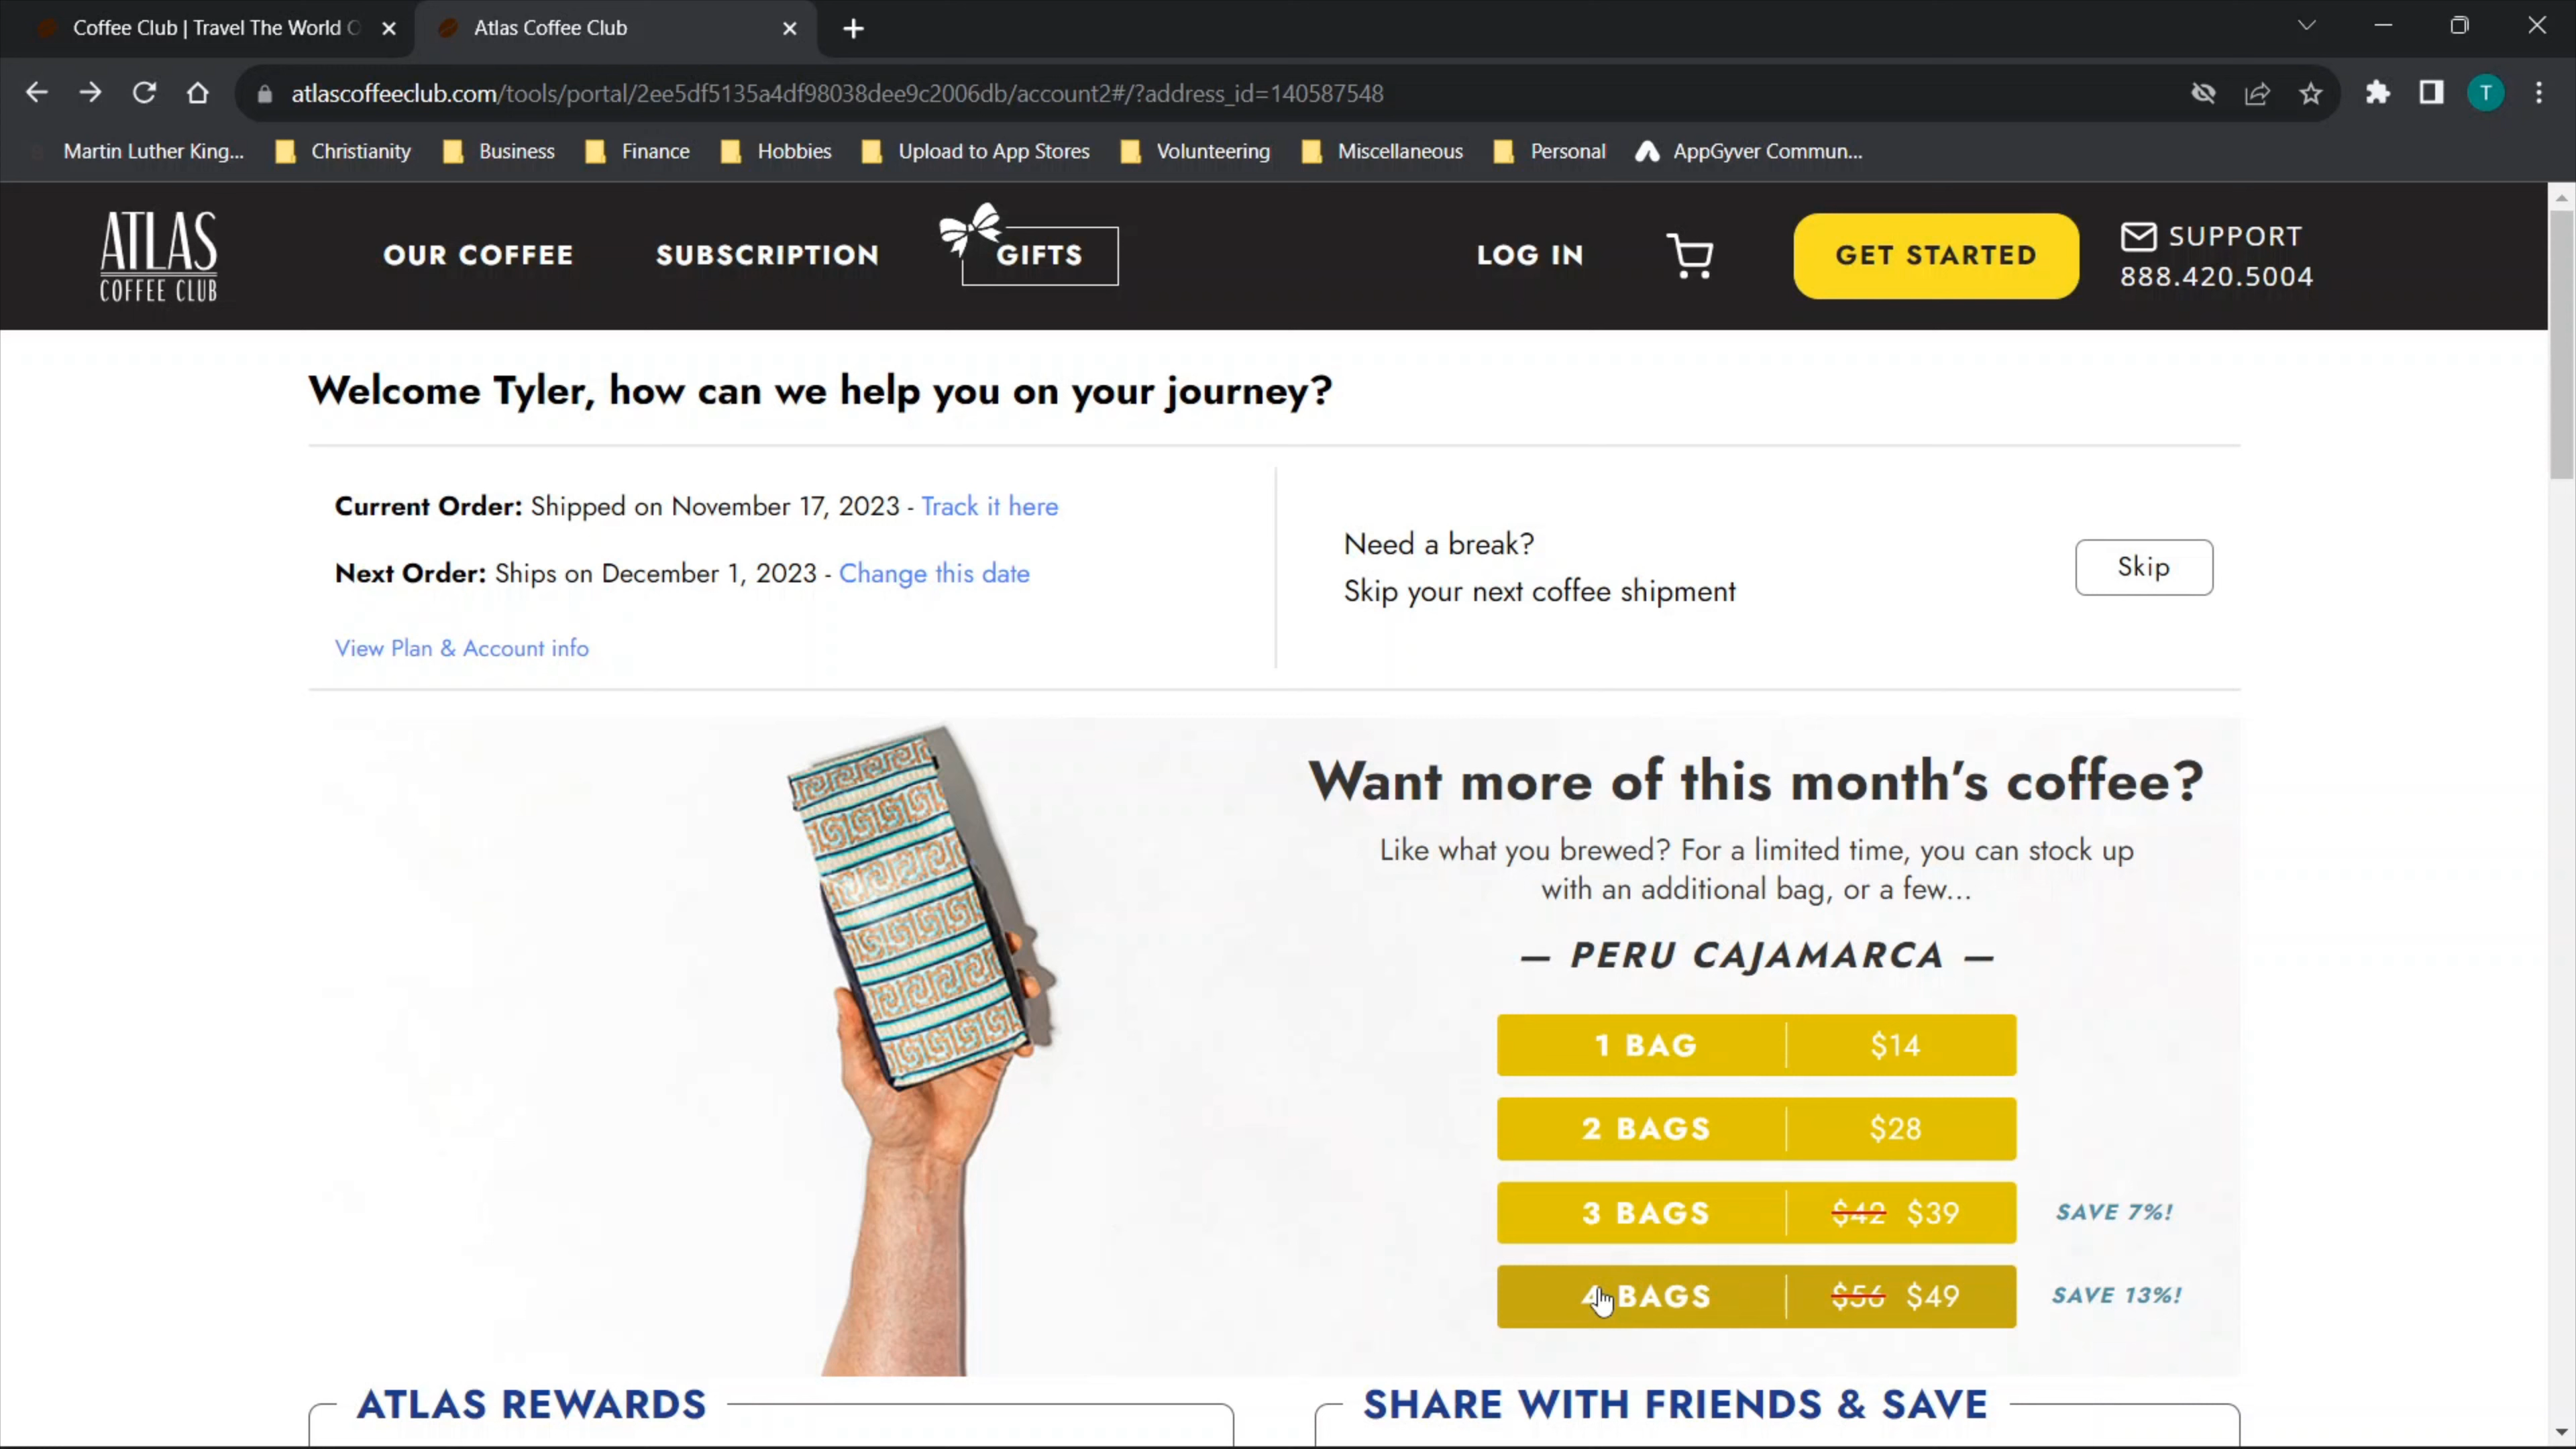 Coffee Club | Travel The World O
Atlas Coffee Club
atlascoffeeclub.com/tools/portal/2ee5df5135a4df98038dee9c2006db/account2#/?address_id=140587548
T
Martin Luther King...
Christianity
Business
Finance
Hobbies
Upload to App Stores
Volunteering
Miscellaneous
Personal
AppGyver Commun...
ATLAS
COFFEE CLUB
OUR COFFEE
SUBSCRIPTION
GIFTS
LOG IN
GET STARTED
SUPPORT
888.420.5004
Welcome Tyler, how can we help you on your journey?
Current Order: Shipped on November 17, 2023 - Track it here
Next Order: Ships on December 1, 2023 - Change this date
View Plan & Account info
Need a break?
Skip your next coffee shipment
Skip
Want more of this month's coffee?
Like what you brewed? For a limited time, you can stock up
with an additional bag, or a few...
— PERU CAJAMARCA —
1 BAG $14
2 BAGS $28
3 BAGS $42 $39 SAVE 7%!
4 BAGS $56 $49 SAVE 13%!
ATLAS REWARDS
SHARE WITH FRIENDS & SAVE